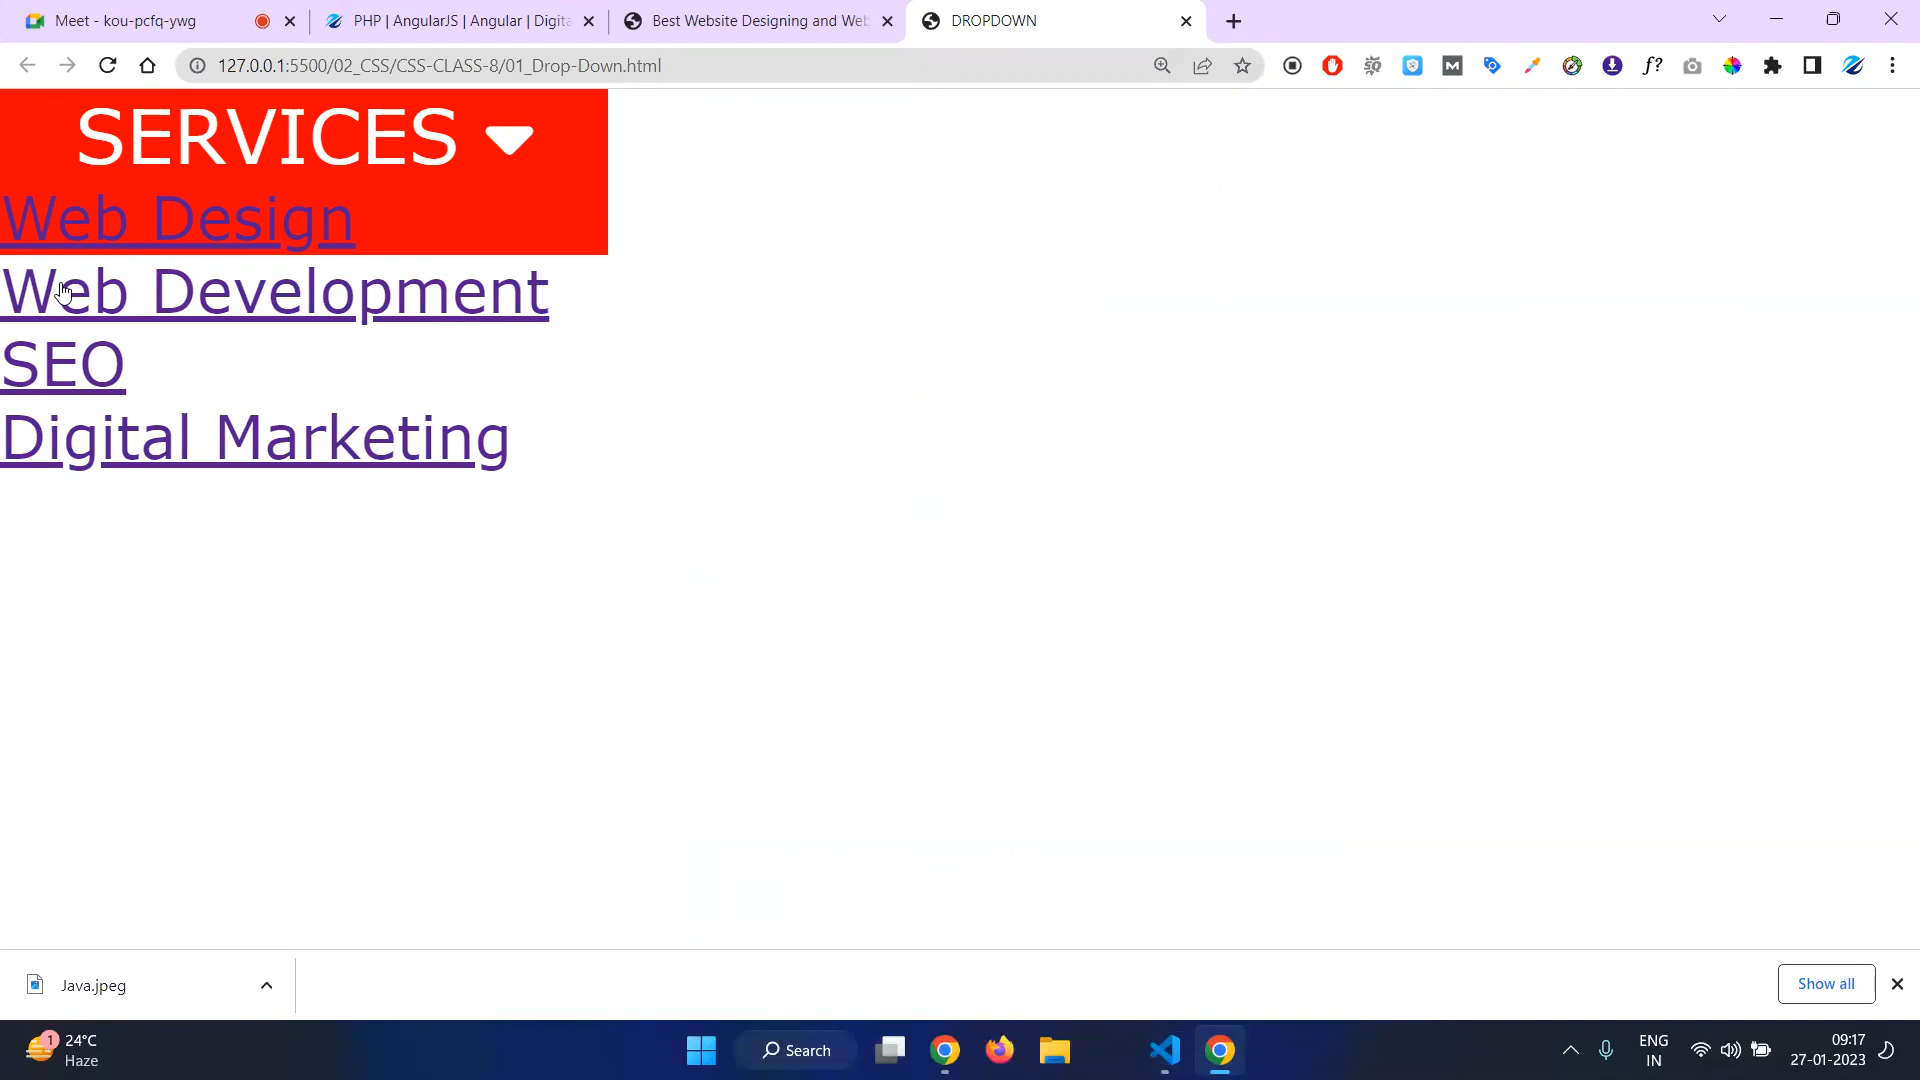 Meet - kou-pcfq-ywg
PHP | AngularJS | Angular | Digita
Best Website Designing and Web
DROPDOWN
127.0.0.1:5500/02_CSS/CSS-CLASS-8/01_Drop-Down.html
SERVICES
Web Design
Web Development
SEO
Digital Marketing
Java.jpeg
Show all
1
24°C
Haze
Search
ENG
IN
09:17
27-01-2023